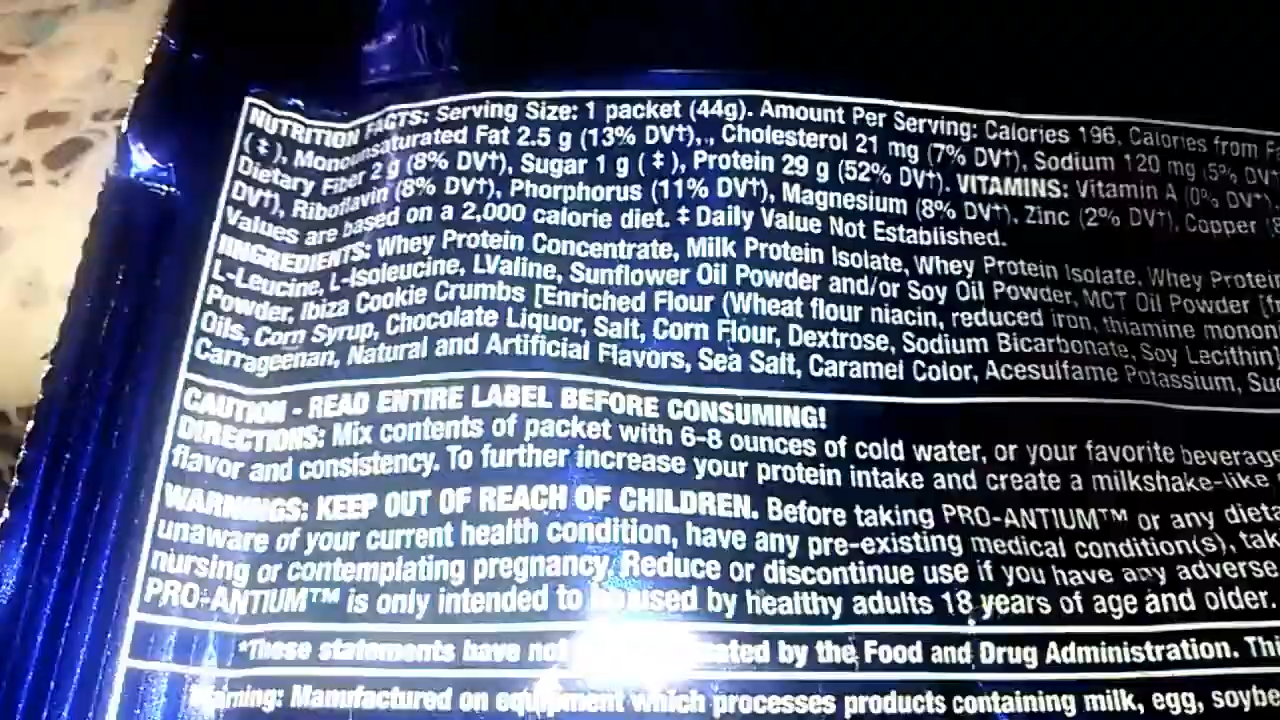 NUTRITION FACTS: Serving Size: 1 packet (44g). Amount Per Serving: Calories 196, Calories from
(‡), Monounsaturated Fat 2.5 g (13% DV†),., Cholesterol 21 mg (7% DV†), Sodium 120 mg (5% DV†
Dietary Fiber 2 g (8% DV†), Sugar 1 g (‡), Protein 29 g (52% DV†). VITAMINS: Vitamin A (0% DV†),
DV†), Riboflavin (8% DV†), Phorphorus (11% DV†), Magnesium (8% DV†), Zinc (2% DV†), Copper
Values are based on a 2,000 calorie diet. ‡ Daily Value Not Established.
IINGREDIENTS: Whey Protein Concentrate, Milk Protein Isolate, Whey Protein Isolate, Whey Protein
L-Leucine, L-Isoleucine, LValine, Sunflower Oil Powder and/or Soy Oil Powder, MCT Oil Powder
Powder, Ibiza Cookie Crumbs [Enriched Flour (Wheat flour niacin, reduced iron, thiamine
Oils, Corn Syrup, Chocolate Liquor, Salt, Corn Flour, Dextrose, Sodium Bicarbonate, Soy Lecithin)
Carrageenan, Natural and Artificial Flavors, Sea Salt, Caramel Color, Acesulfame Potassium,
CAUTION - READ ENTIRE LABEL BEFORE CONSUMING!
DIRECTIONS: Mix contents of packet with 6-8 ounces of cold water, or your favorite beverage
flavor and consistency. To further increase your protein intake and create a milkshake-like
WARNINGS: KEEP OUT OF REACH OF CHILDREN. Before taking PRO-ANTIUM™ or any
unaware of your current health condition, have any pre-existing medical condition(s),
nursing or contemplating pregnancy. Reduce or discontinue use if you have any adverse
PRO-ANTIUM™ is only intended to be used by healthy adults 18 years of age and older.
*These statements have not by the Food and Drug Administration.
Warning: Manufactured on equipment which processes products containing milk, egg,